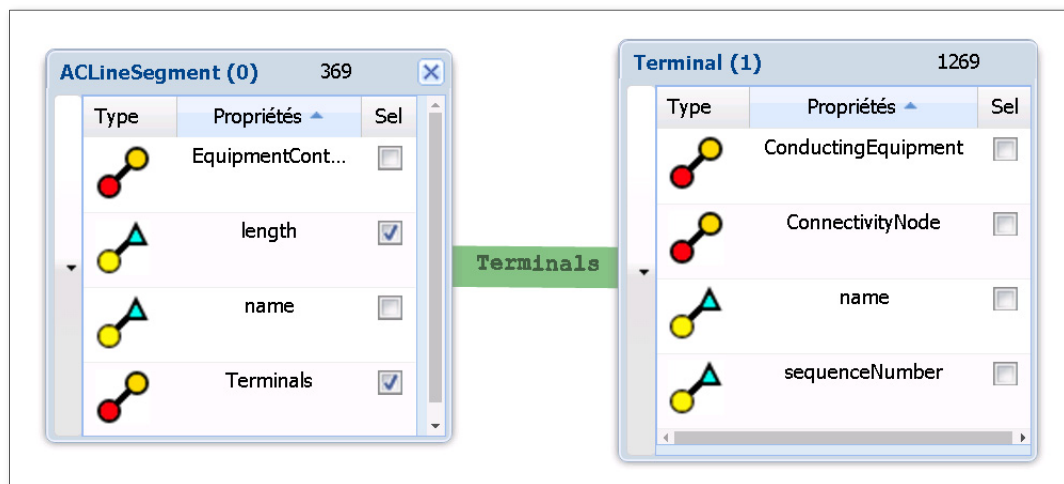 ACLineSegment (0) 369
Type Propriétés Sel
EquipmentCont...
length
name
Terminals
Terminals
Terminal (1) 1269
Type Propriétés Sel
ConductingEquipment
ConnectivityNode
name
sequenceNumber